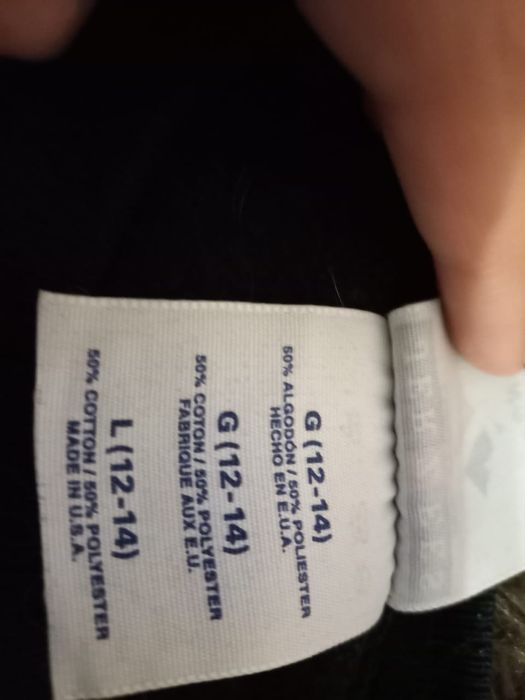 G (12-14)
50% ALGODÓN / 50% POLIESTER
HECHO EN E.U.A.
G (12-14)
50% COTON / 50% POLYESTER
FABRIQUE AUX E.U.
L (12-14)
50% COTTON / 50% POLYESTER
MADE IN U.S.A.